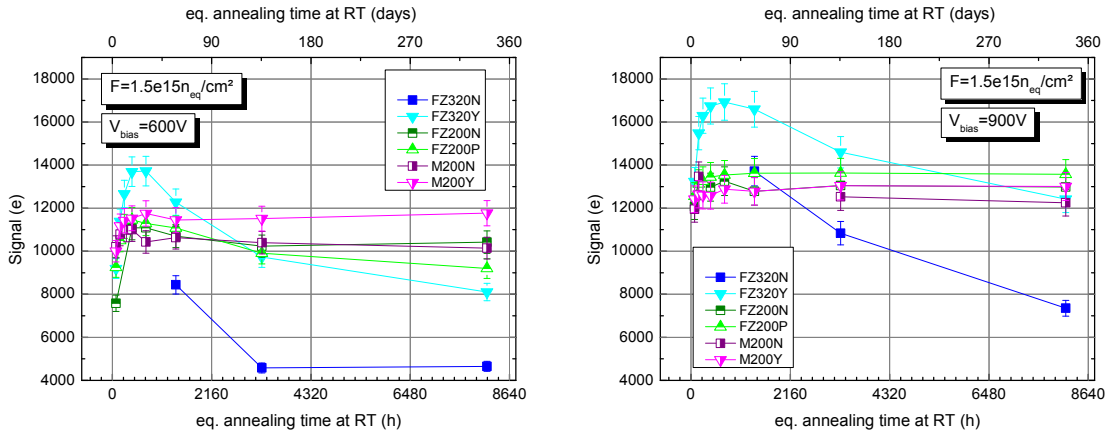 eq. annealing time at RT (days)
0 90 180 270 360
18000
16000
14000
12000
10000
8000
6000
4000
Signal (e)
F=1.5e15n_eq/cm²
V_bias=600V
FZ320N
FZ320Y
FZ200N
FZ200P
M200N
M200Y
0 2160 4320 6480 8640
eq. annealing time at RT (h)
eq. annealing time at RT (days)
0 90 180 270 360
18000
16000
14000
12000
10000
8000
6000
4000
Signal (e)
F=1.5e15n_eq/cm²
V_bias=900V
FZ320N
FZ320Y
FZ200N
FZ200P
M200N
M200Y
0 2160 4320 6480 8640
eq. annealing time at RT (h)